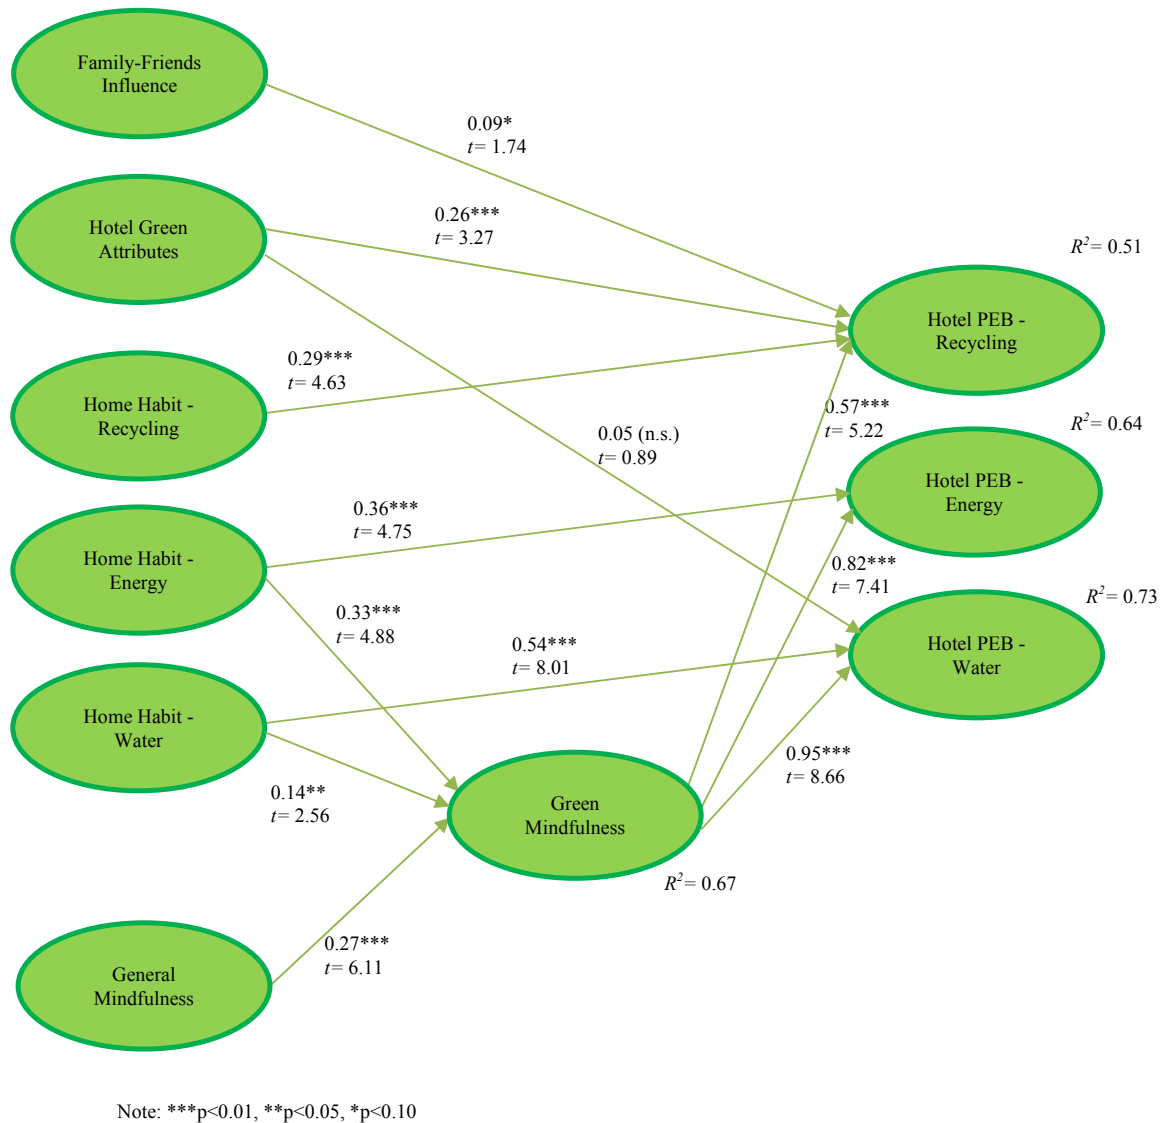 Family-Friends
Influence
0.09*
t= 1.74
Hotel Green
Attributes
0.26***
t= 3.27
R²= 0.51
Hotel PEB -
Recycling
0.29***
t= 4.63
Home Habit -
Recycling
0.57***
t= 5.22
0.05 (n.s.)
t= 0.89
R²= 0.64
Hotel PEB -
Energy
0.36***
t= 4.75
Home Habit -
Energy
0.82***
t= 7.41
R²= 0.73
0.33***
t= 4.88
0.54***
t= 8.01
Hotel PEB -
Water
Home Habit -
Water
0.95***
t= 8.66
0.14**
t= 2.56
Green
Mindfulness
R²= 0.67
0.27***
t= 6.11
General
Mindfulness
Note: ***p<0.01, **p<0.05, *p<0.10